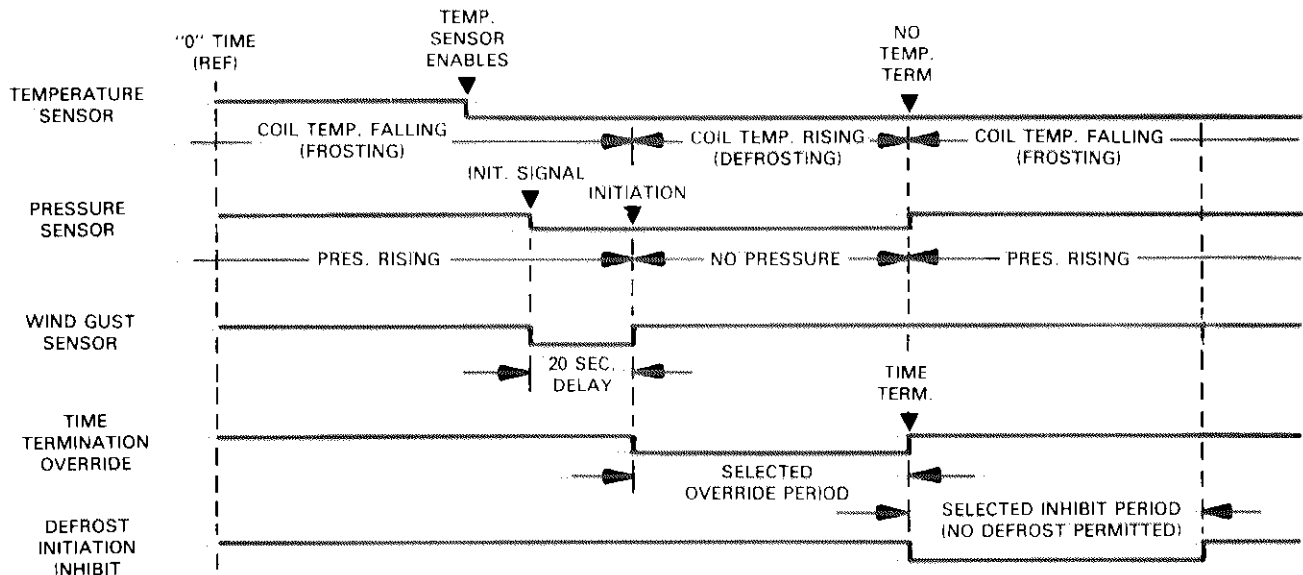 "0" TIME
(REF)
TEMP.
SENSOR
ENABLES
NO
TEMP.
TERM
TEMPERATURE
SENSOR
COIL TEMP. FALLING
(FROSTING)
COIL TEMP. RISING
(DEFROSTING)
COIL TEMP. FALLING
(FROSTING)
INIT. SIGNAL
INITIATION
PRESSURE
SENSOR
PRES. RISING
NO PRESSURE
PRES. RISING
WIND GUST
SENSOR
20 SEC.
DELAY
TIME
TERM.
TIME
TERMINATION
OVERRIDE
SELECTED
OVERRIDE PERIOD
SELECTED INHIBIT PERIOD
(NO DEFROST PERMITTED)
DEFROST
INITIATION
INHIBIT